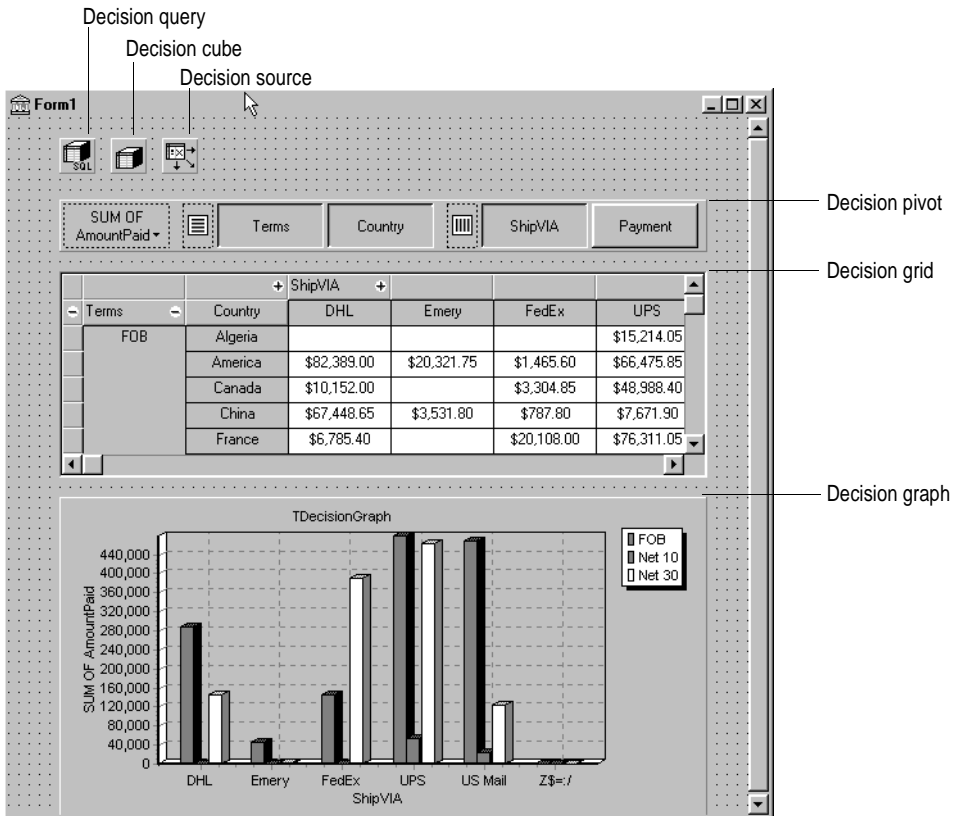 Decision query
Decision cube
Decision source
Form1
SQL
Decision pivot
SUM OF
AmountPaid
Terms
Country
ShipVIA
Payment
Decision grid
+ ShipVIA +
- Terms - Country DHL Emery FedEx UPS
FOB Algeria $15,214.05
America $82,389.00 $20,321.75 $1,465.60 $66,475.85
Canada $10,152.00 $3,304.85 $48,988.40
China $67,448.65 $3,531.80 $787.80 $7,671.90
France $6,785.40 $20,108.00 $76,311.05
Decision graph
TDecisionGraph
FOB
Net 10
Net 30
SUM OF AmountPaid
440,000
400,000
360,000
320,000
280,000
240,000
200,000
160,000
120,000
80,000
40,000
0
DHL Emery FedEx UPS US Mail Z$=:/
ShipVIA